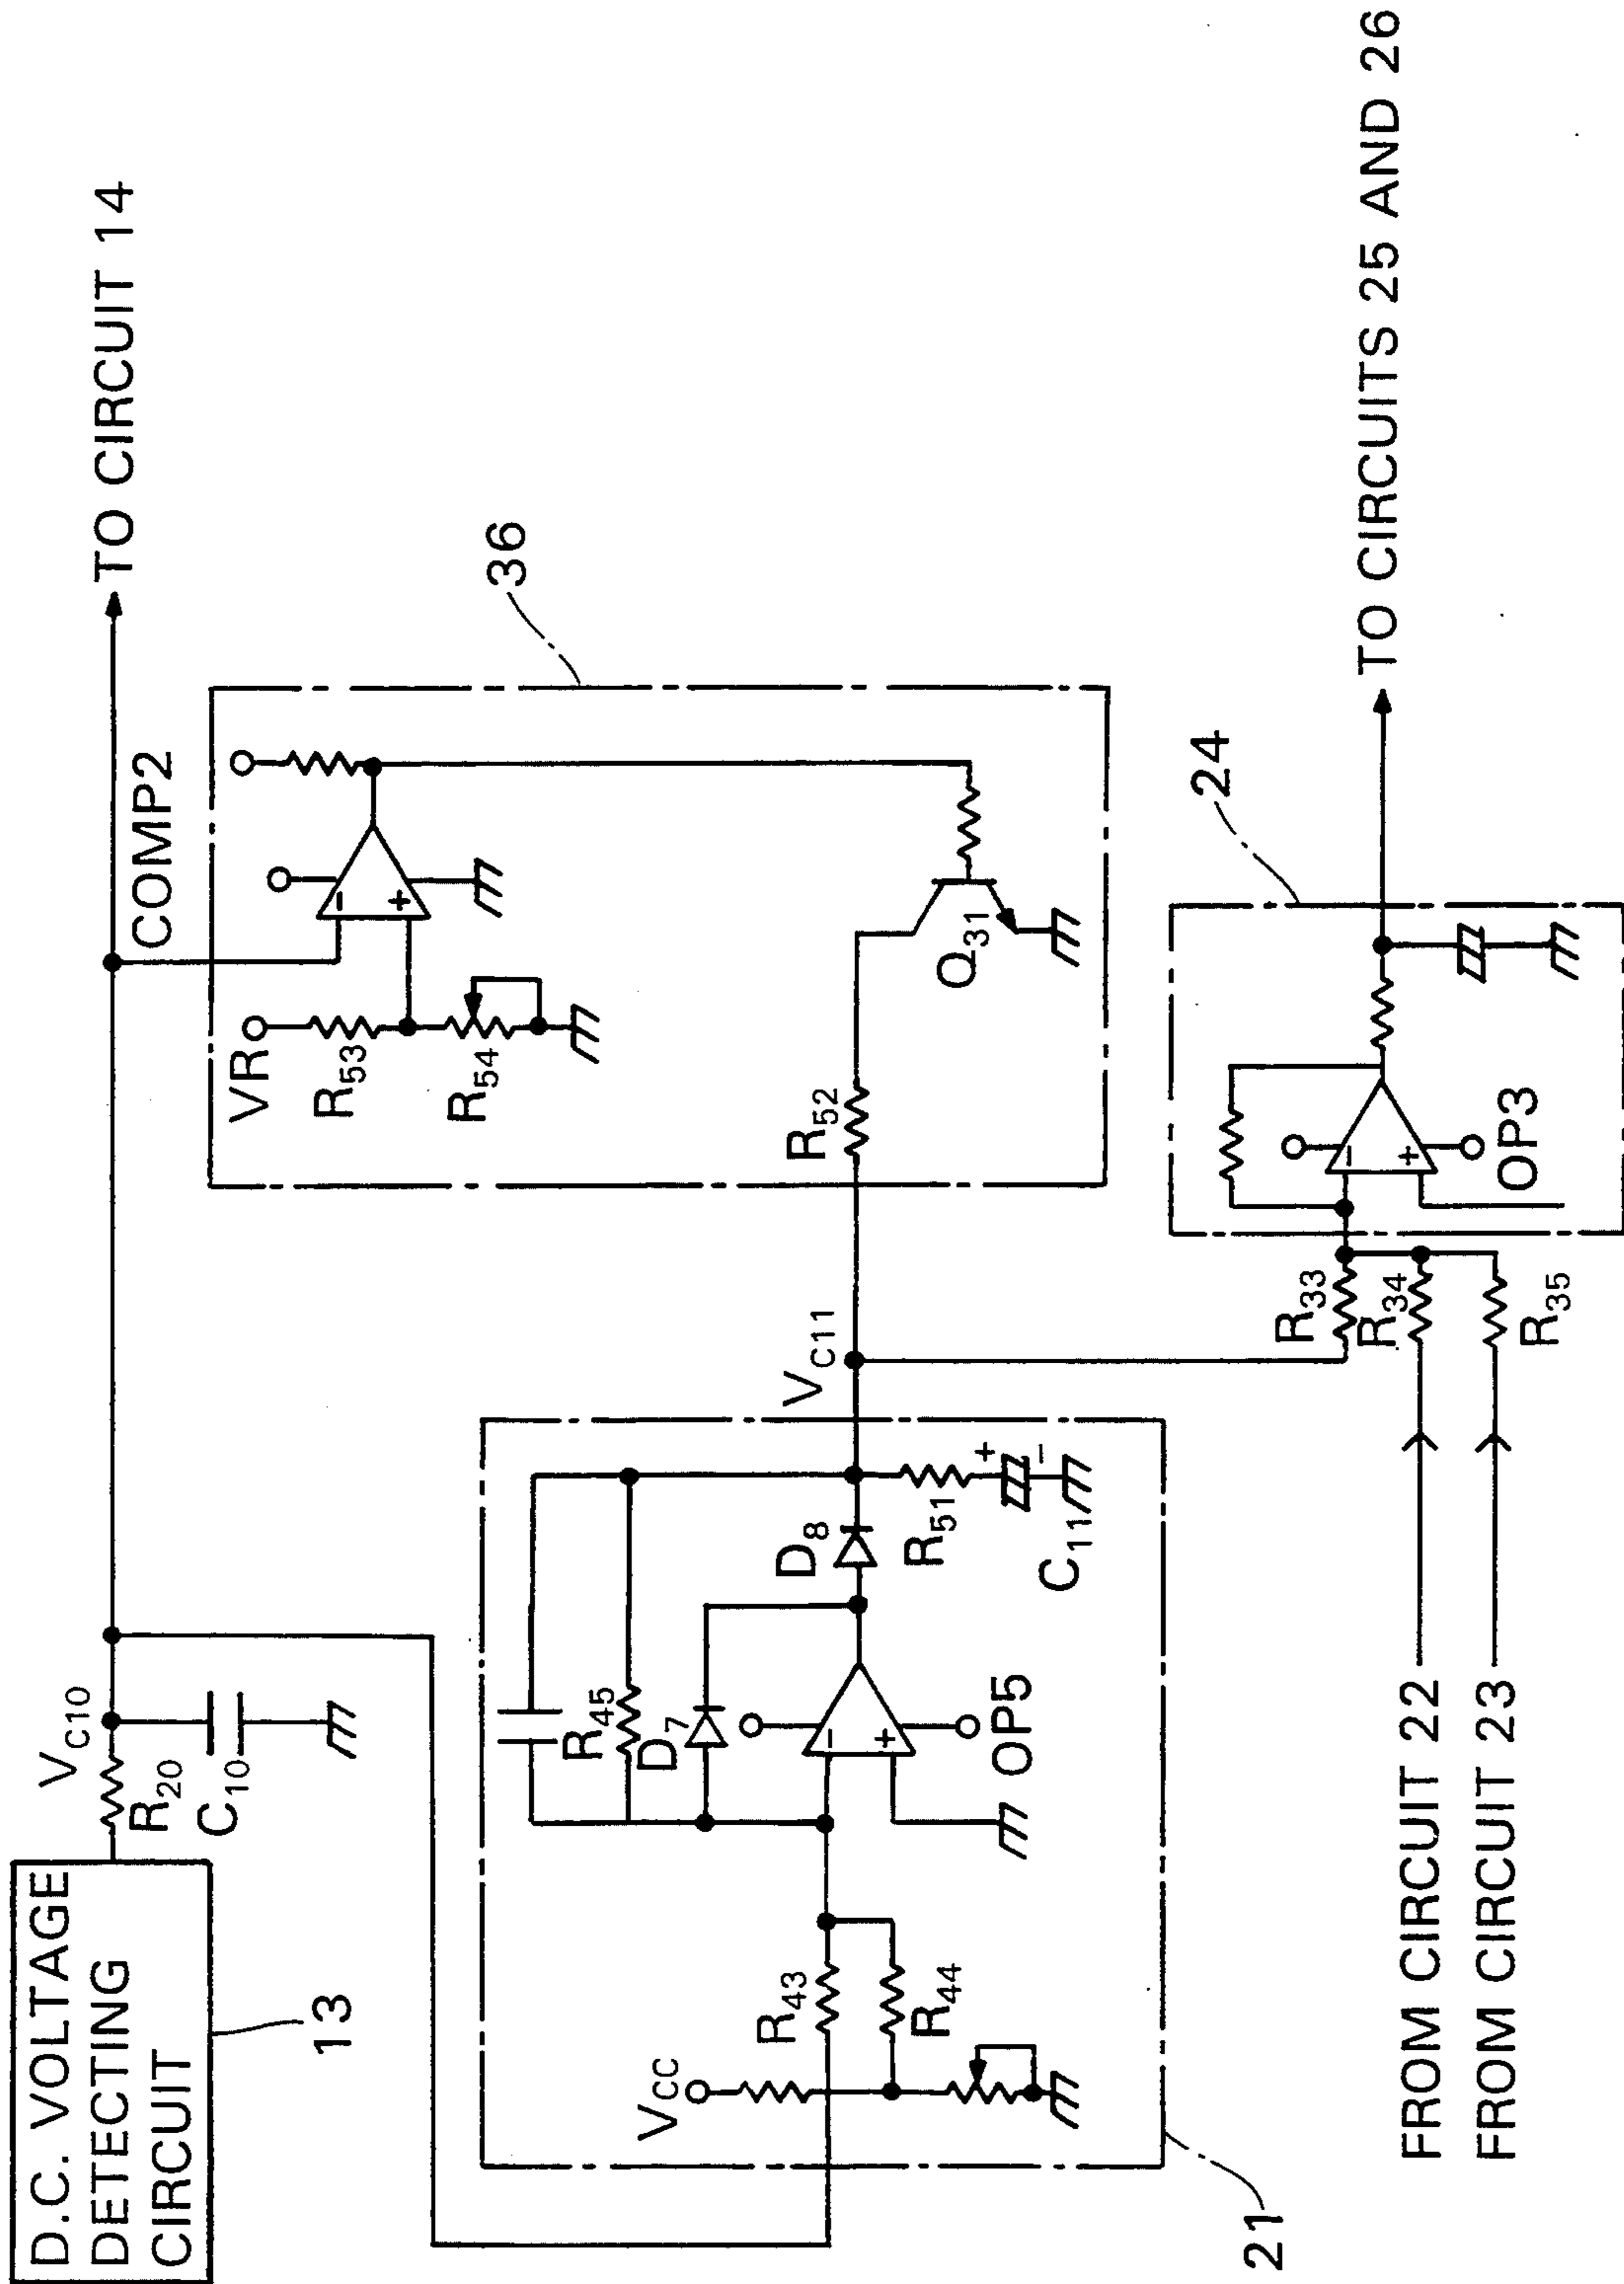 D.C. VOLTAGE
DETECTING
CIRCUIT
13
R20
C10
VC10
TO CIRCUIT 14
COMP2
36
VR
R53
R54
-
+
Q31
R52
VC11
21
VCC
R43
R44
R45
D7
-
+
OP5
D8
R51
+
-
C11
24
R33
R34
R35
-
+
OP3
TO CIRCUITS 25 AND 26
FROM CIRCUIT 22
FROM CIRCUIT 23